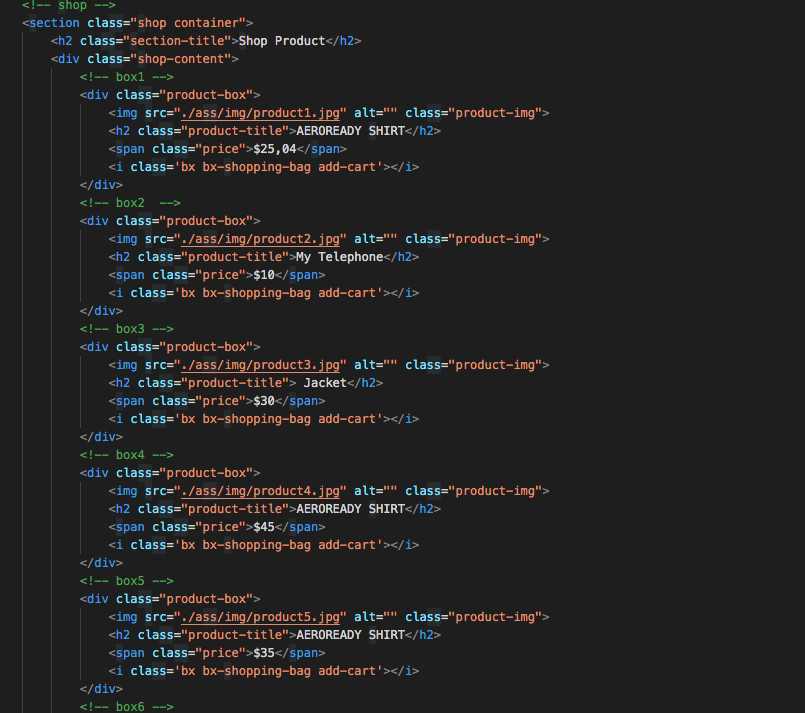 <!-- shop -->
<section class="shop container">
<h2 class="section-title">Shop Product</h2>
<div class="shop-content">
<!-- box1 -->
<div class="product-box">
<img src="./ass/img/product1.jpg" alt="" class="product-img">
<h2 class="product-title">AEROREADY SHIRT</h2>
<span class="price">$25,04</span>
<i class='bx bx-shopping-bag add-cart'></i>
</div>
<!-- box2  -->
<div class="product-box">
<img src="./ass/img/product2.jpg" alt="" class="product-img">
<h2 class="product-title">My Telephone</h2>
<span class="price">$10</span>
<i class='bx bx-shopping-bag add-cart'></i>
</div>
<!-- box3 -->
<div class="product-box">
<img src="./ass/img/product3.jpg" alt="" class="product-img">
<h2 class="product-title"> Jacket</h2>
<span class="price">$30</span>
<i class='bx bx-shopping-bag add-cart'></i>
</div>
<!-- box4 -->
<div class="product-box">
<img src="./ass/img/product4.jpg" alt="" class="product-img">
<h2 class="product-title">AEROREADY SHIRT</h2>
<span class="price">$45</span>
<i class='bx bx-shopping-bag add-cart'></i>
</div>
<!-- box5 -->
<div class="product-box">
<img src="./ass/img/product5.jpg" alt="" class="product-img">
<h2 class="product-title">AEROREADY SHIRT</h2>
<span class="price">$35</span>
<i class='bx bx-shopping-bag add-cart'></i>
</div>
<!-- box6 -->